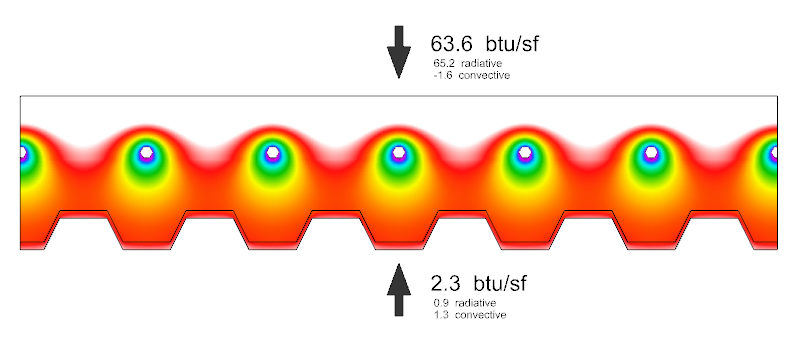 63.6 btu/sf
65.2 radiative
-1.6 convective
2.3 btu/sf
0.9 radiative
1.3 convective